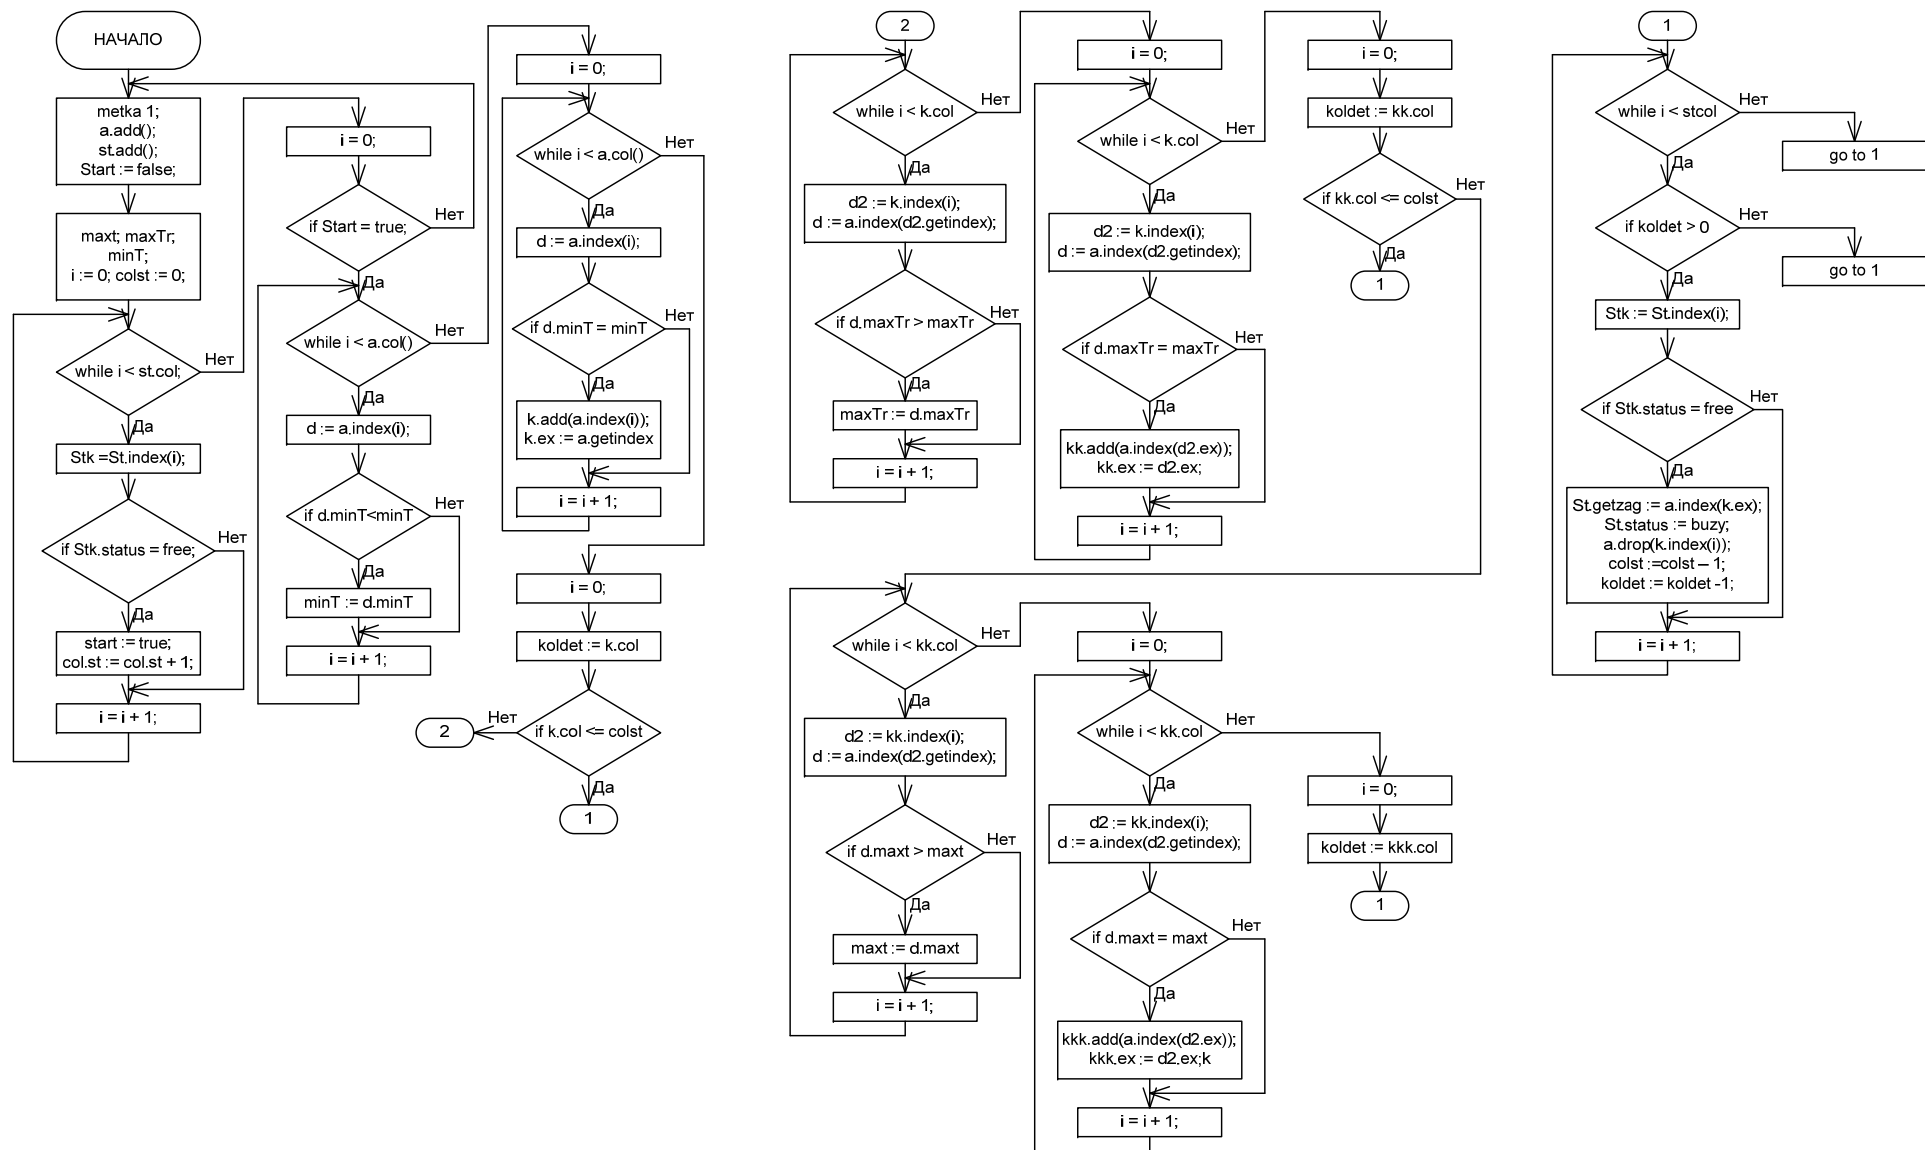 НАЧАЛО
metka 1;
a.add();
st.add();
Start := false;
maxt; maxTr;
minT;
i := 0; colst := 0;
while i < st.col;
Нет
Да
Stk =St.index(i);
if Stk.status = free;
Нет
Да
start := true;
col.st := col.st + 1;
i = i + 1;
i = 0;
if Start = true;
Нет
Да
while i < a.col()
Нет
Да
d := a.index(i);
if d.minT<minT
Нет
Да
minT := d.minT
i = i + 1;
i = 0;
while i < a.col()
Нет
Да
d := a.index(i);
if d.minT = minT
Нет
Да
k.add(a.index(i));
k.ex := a.getindex
i = i + 1;
i = 0;
koldet := k.col
if k.col <= colst
Нет
2
Да
1
2
while i < k.col
Нет
Да
d2 := k.index(i);
d := a.index(d2.getindex);
if d.maxTr > maxTr
Нет
Да
maxTr := d.maxTr
i = i + 1;
i = 0;
while i < k.col
Нет
Да
d2 := k.index(i);
d := a.index(d2.getindex);
if d.maxTr = maxTr
Нет
Да
kk.add(a.index(d2.ex));
kk.ex := d2.ex;
i = i + 1;
i = 0;
koldet := kk.col
if kk.col <= colst
Нет
Да
1
while i < kk.col
Нет
Да
d2 := kk.index(i);
d := a.index(d2.getindex);
if d.maxt > maxt
Нет
Да
maxt := d.maxt
i = i + 1;
i = 0;
while i < kk.col
Нет
Да
d2 := kk.index(i);
d := a.index(d2.getindex);
if d.maxt = maxt
Нет
Да
kkk.add(a.index(d2.ex));
kkk.ex := d2.ex;k
i = i + 1;
i = 0;
koldet := kkk.col
1
1
while i < stcol
Нет
go to 1
Да
if koldet > 0
Нет
go to 1
Да
Stk := St.index(i);
if Stk.status = free
Нет
Да
St.getzag := a.index(k.ex);
St.status := buzy;
a.drop(k.index(i));
colst :=colst – 1;
koldet := koldet -1;
i = i + 1;